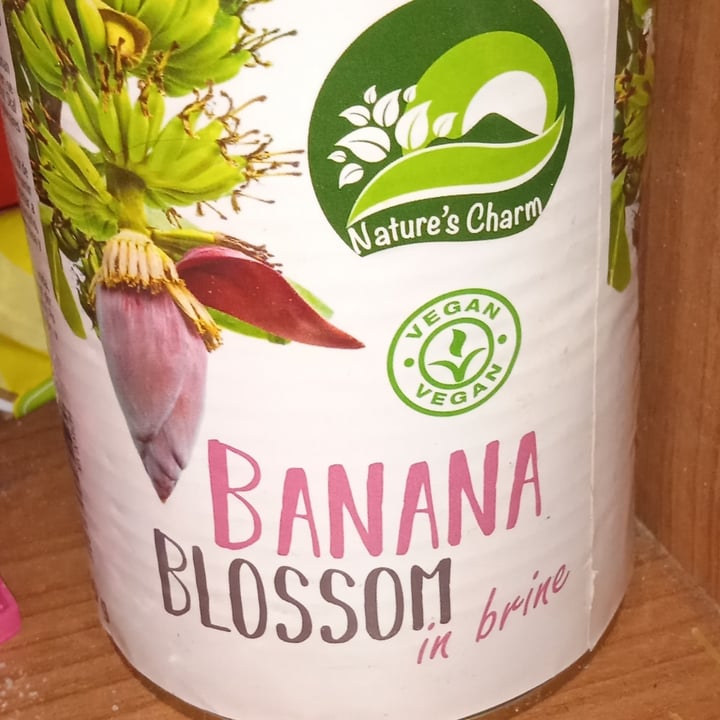 Nature's Charm
VEGAN
VEGAN
BANANA
BLOSSOM
in brine